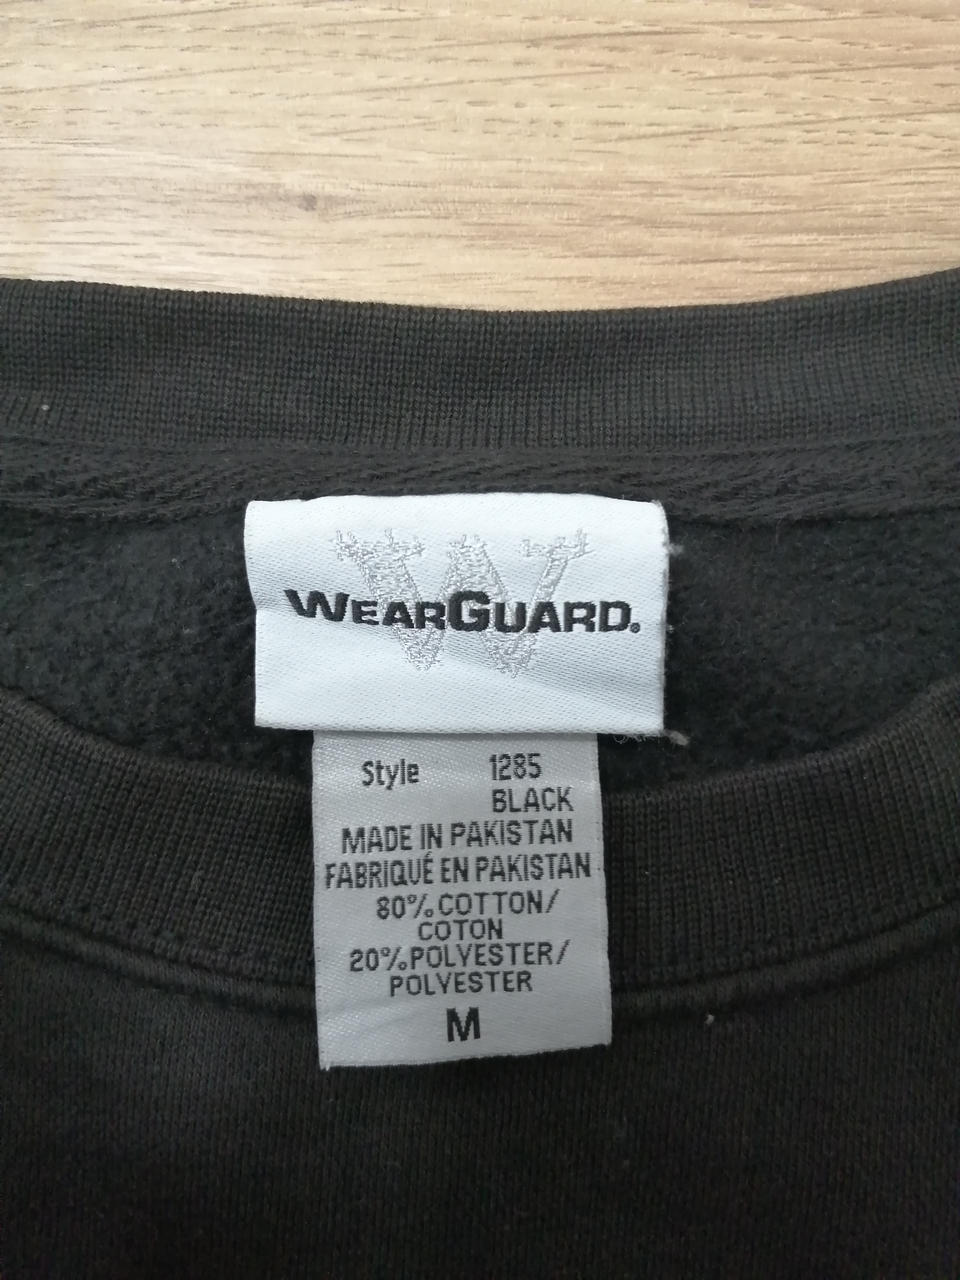 W
WEARGUARD®
Style 1285
BLACK
MADE IN PAKISTAN
FABRIQUÉ EN PAKISTAN
80% COTTON/
COTON
20% POLYESTER/
POLYESTER
M